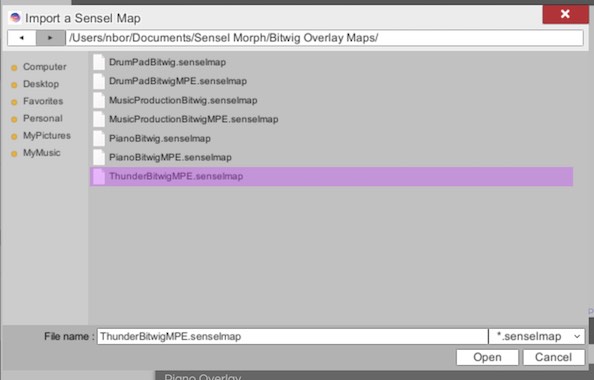 Import a Sensel Map
/Users/nbor/Documents/Sensel Morph/Bitwig Overlay Maps/
Computer
Desktop
Favorites
Personal
MyPictures
MyMusic
DrumPadBitwig.senselmap
DrumPadBitwigMPE.senselmap
MusicProductionBitwig.senselmap
MusicProductionBitwigMPE.senselmap
PianoBitwig.senselmap
PianoBitwigMPE.senselmap
ThunderBitwigMPE.senselmap
File name : ThunderBitwigMPE.senselmap *.senselmap
Open Cancel
Piano Overlay